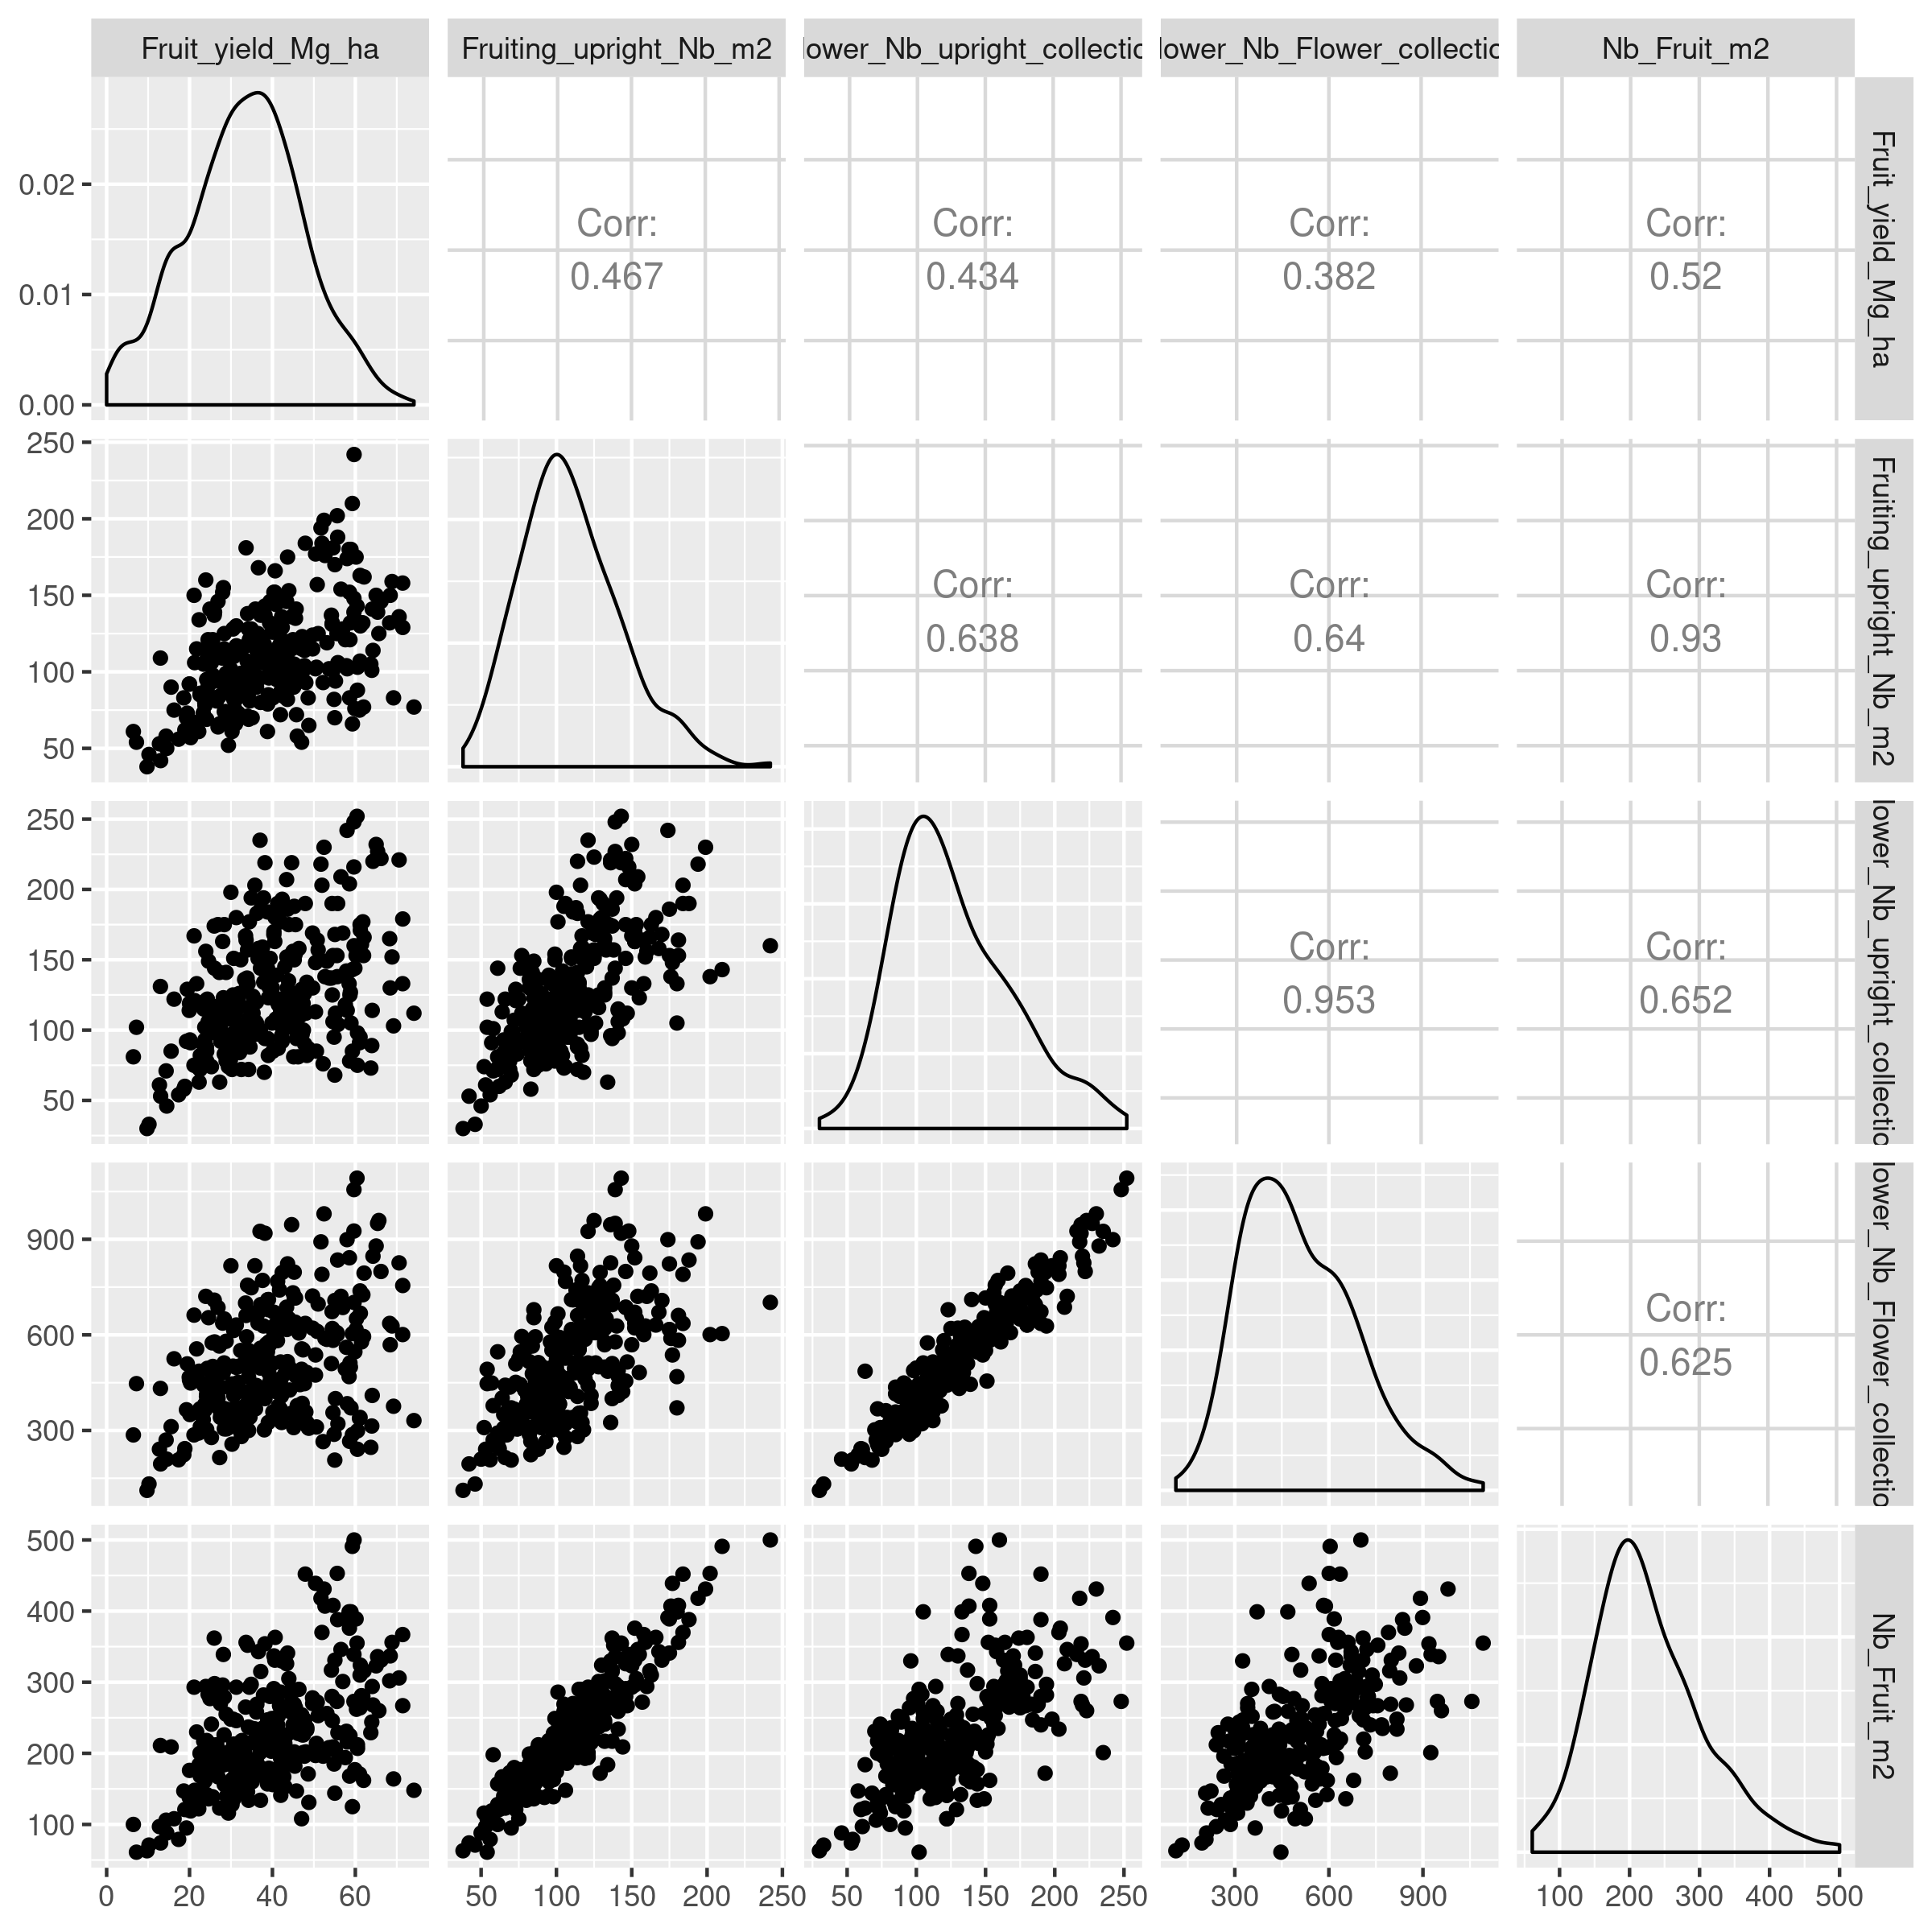 Fruit_yield_Mg_ha Fruiting_upright_Nb_m2 lower_Nb_upright_collectio lower_Nb_Flower_collectio Nb_Fruit_m2
0.02
0.01
0.00
Corr:
0.467
Corr:
0.434
Corr:
0.382
Corr:
0.52
Fruit_yield_Mg_ha
250
200
150
100
50
Corr:
0.638
Corr:
0.64
Corr:
0.93
Fruiting_upright_Nb_m2
250
200
150
100
50
Corr:
0.953
Corr:
0.652
lower_Nb_upright_collectio
900
600
300
Corr:
0.625
lower_Nb_Flower_collectio
500
400
300
200
100
Nb_Fruit_m2
0 20 40 60 50 100 150 200 250 50 100 150 200 250 300 600 900 100 200 300 400 500